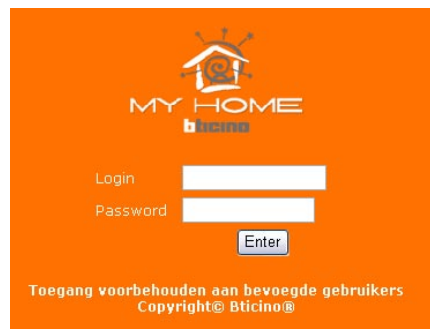 MY HOME
bticino
Login
Password
Enter
Toegang voorbehouden aan bevoegde gebruikers
Copyright© Bticino®